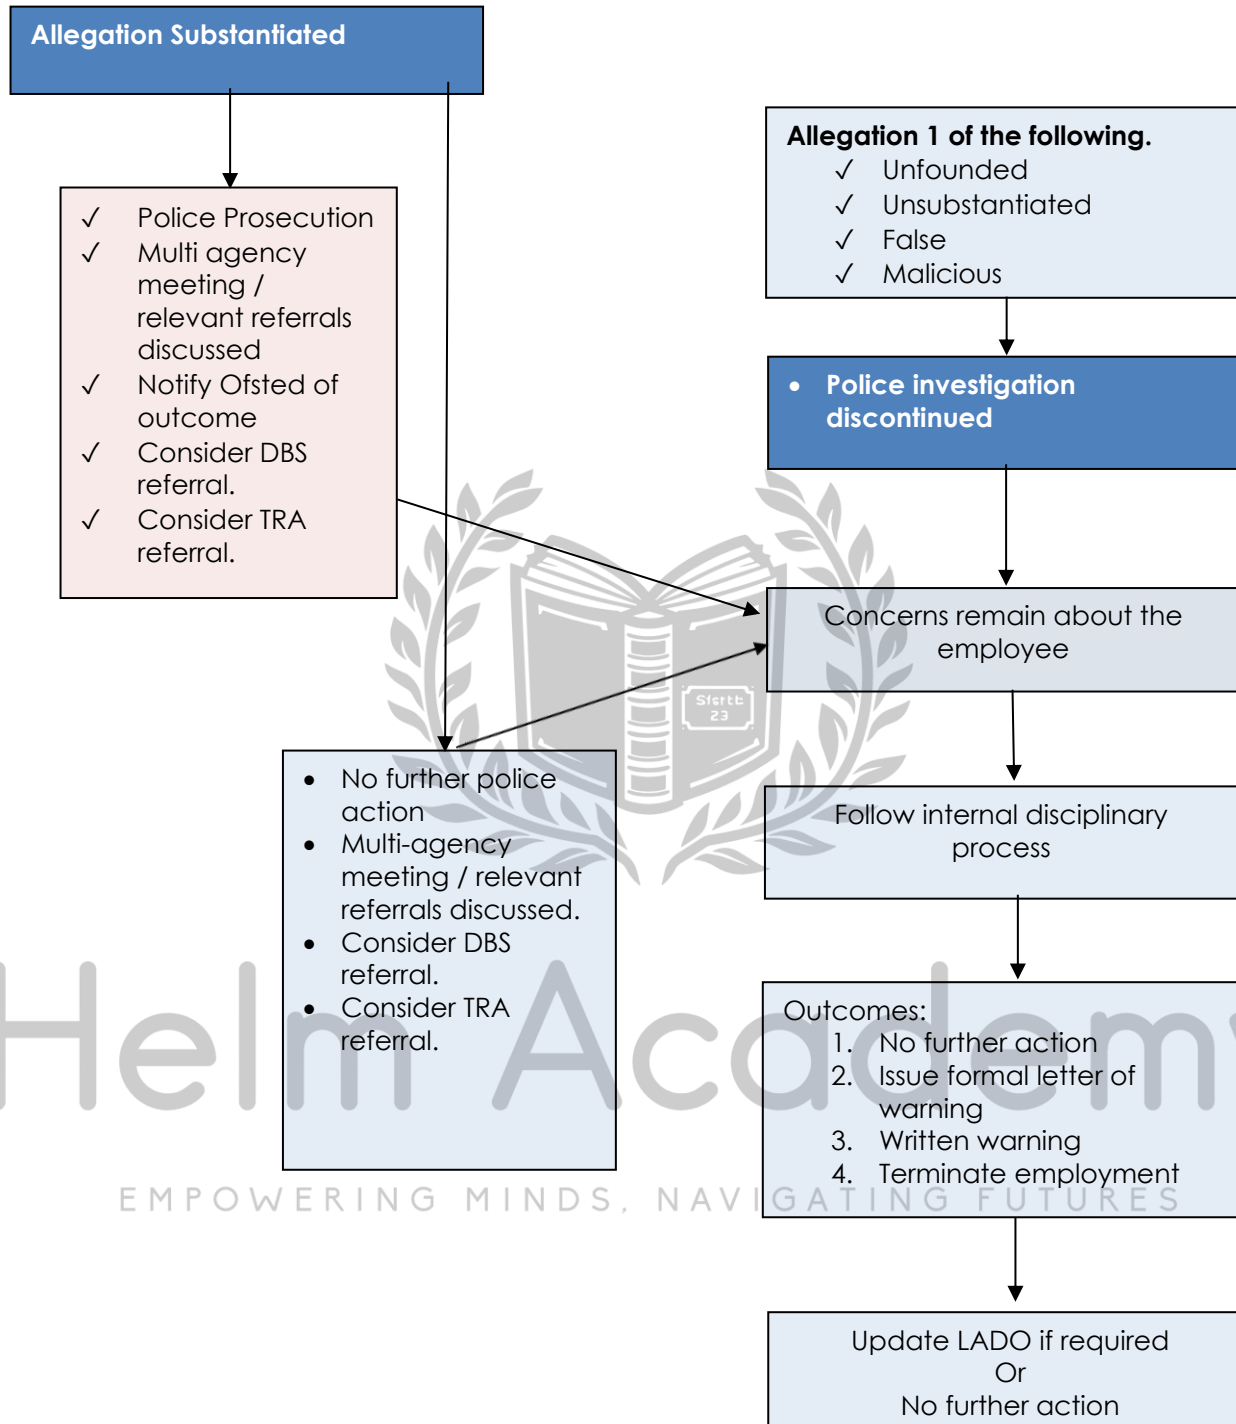 Allegation Substantiated
Allegation 1 of the following.
✓ Unfounded
✓ Unsubstantiated
✓ False
✓ Malicious
✓ Police Prosecution
✓ Multi agency
meeting /
relevant referrals
discussed
✓ Notify Ofsted of
outcome
✓ Consider DBS
referral.
✓ Consider TRA
referral.
• Police investigation
discontinued
Concerns remain about the
employee
Sfsrtt
23
• No further police
action
• Multi-agency
meeting / relevant
referrals discussed.
• Consider DBS
referral.
• Consider TRA
referral.
Follow internal disciplinary
process
Outcomes:
1. No further action
2. Issue formal letter of
warning
3. Written warning
4. Terminate employment
Helm Academy
EMPOWERING MINDS, NAVIGATING FUTURES
Update LADO if required
Or
No further action